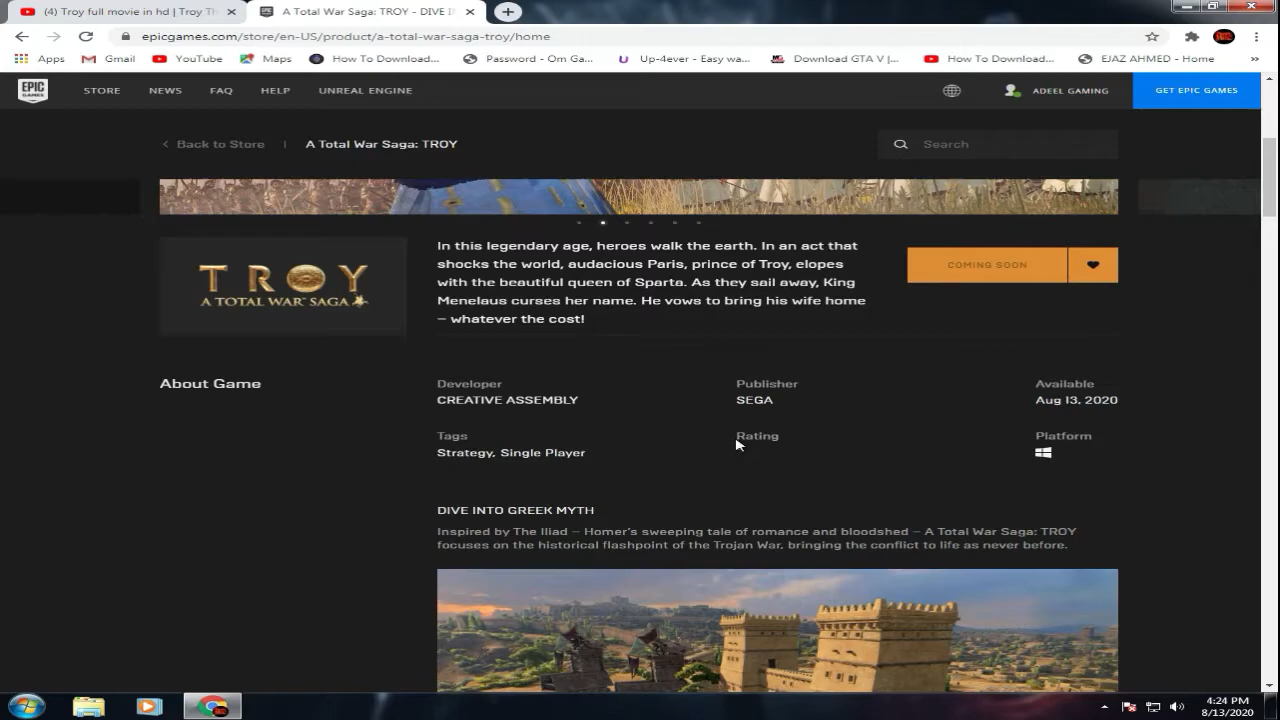 (4) Troy full movie in hd | Troy Th
A Total War Saga: TROY - DIVE I
epicgames.com/store/en-US/product/a-total-war-saga-troy/home
Apps
Gmail
YouTube
Maps
How To Download...
Password - Om Ga...
Up-4ever - Easy wa...
Download GTA V |...
How To Download...
EJAZ AHMED - Home
»
EPIC
GAMES
STORE
NEWS
FAQ
HELP
UNREAL ENGINE
ADEEL GAMING
GET EPIC GAMES
Back to Store
A Total War Saga: TROY
Search
TROY
A TOTAL WAR SAGA
In this legendary age, heroes walk the earth. In an act that
shocks the world, audacious Paris, prince of Troy, elopes
with the beautiful queen of Sparta. As they sail away, King
Menelaus curses her name. He vows to bring his wife home
– whatever the cost!
COMING SOON
About Game
Developer
CREATIVE ASSEMBLY
Publisher
SEGA
Available
Aug 13, 2020
Tags
Strategy, Single Player
Rating
Platform
DIVE INTO GREEK MYTH
Inspired by The Iliad – Homer's sweeping tale of romance and bloodshed – A Total War Saga: TROY
focuses on the historical flashpoint of the Trojan War, bringing the conflict to life as never before.
4:24 PM
8/13/2020